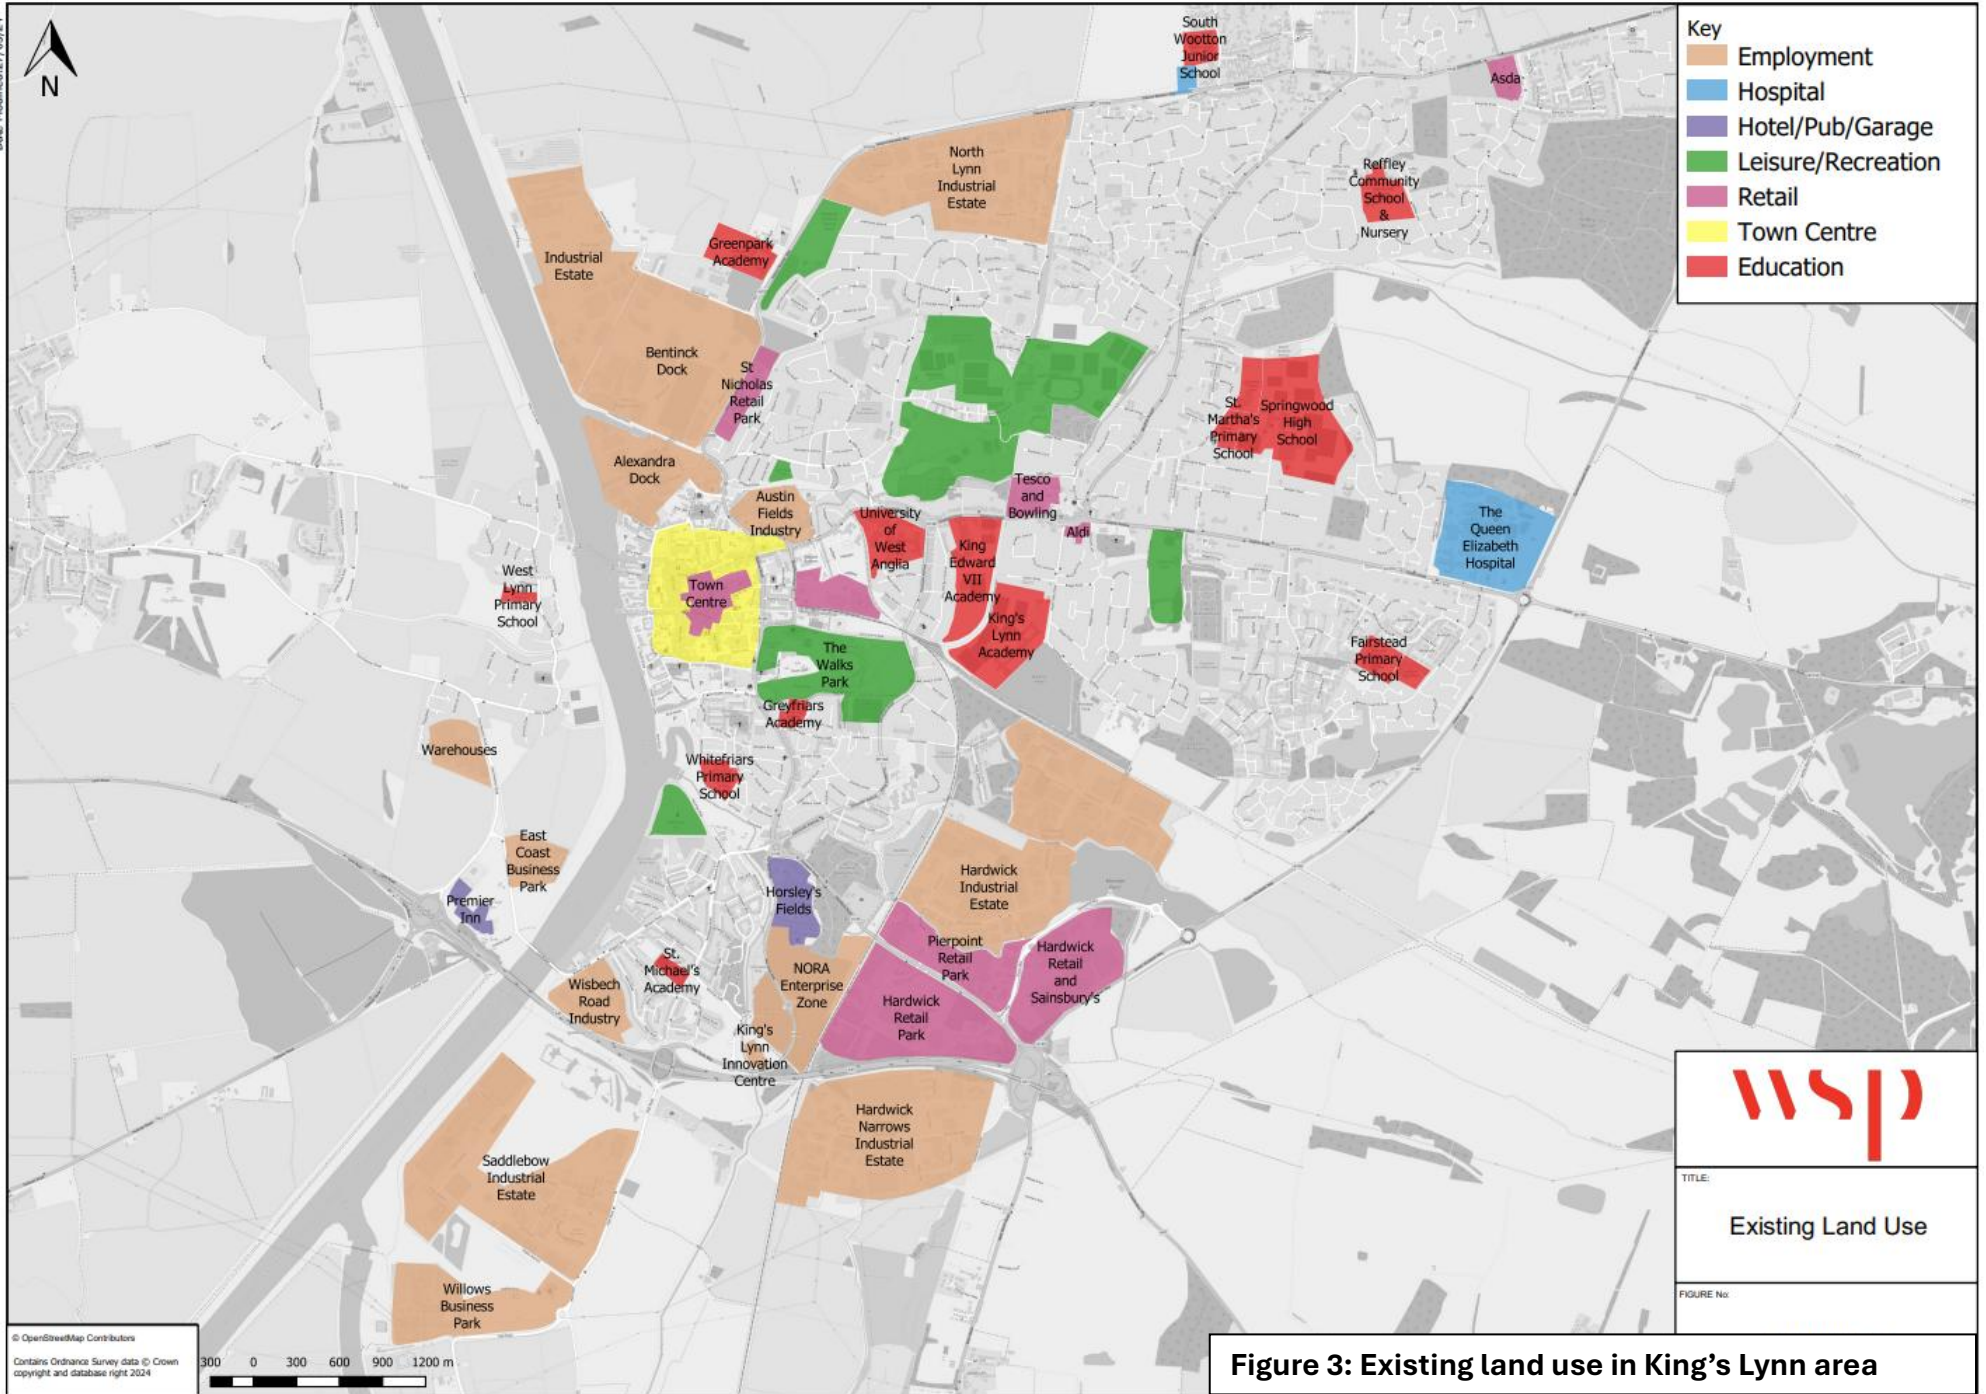 N
South
Wootton
Junior
School
Asda
Key
Employment
Hospital
Hotel/Pub/Garage
Leisure/Recreation
Retail
Town Centre
Education
North
Lynn
Industrial
Estate
Reffley
Community
School
&
Nursery
Greenpark
Academy
Industrial
Estate
Bentinck
Dock
St
Nicholas
Retail
Park
St.
Martha's
Primary
School
Springwood
High
School
Alexandra
Dock
Austin
Fields
Industry
University
of
West
Anglia
Tesco
and
Bowling
Aldi
King
Edward
VII
Academy
The
Queen
Elizabeth
Hospital
West
Lynn
Primary
School
Town
Centre
King's
Lynn
Academy
The
Walks
Park
Fairstead
Primary
School
Greyfriars
Academy
Warehouses
Whitefriars
Primary
School
East
Coast
Business
Park
Premier
Inn
Horsley's
Fields
Hardwick
Industrial
Estate
Pierpoint
Retail
Park
Hardwick
Retail
and
Sainsbury's
St.
Michael's
Academy
NORA
Enterprise
Zone
Wisbech
Road
Industry
Hardwick
Retail
Park
King's
Lynn
Innovation
Centre
Hardwick
Narrows
Industrial
Estate
Saddlebow
Industrial
Estate
Willows
Business
Park
wsp
TITLE:
Existing Land Use
FIGURE No:
© OpenStreetMap Contributors
Contains Ordnance Survey data © Crown
copyright and database right 2024
300 0 300 600 900 1200 m
Figure 3: Existing land use in King’s Lynn area